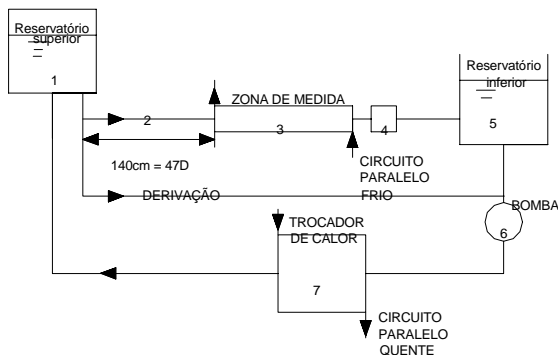 Reservatório
superior
1
ZONA DE MEDIDA
Reservatório
inferior
2
3
4
5
140cm = 47D
CIRCUITO
PARALELO
FRIO
DERIVAÇÃO
BOMBA
6
TROCADOR
DE CALOR
7
CIRCUITO
PARALELO
QUENTE